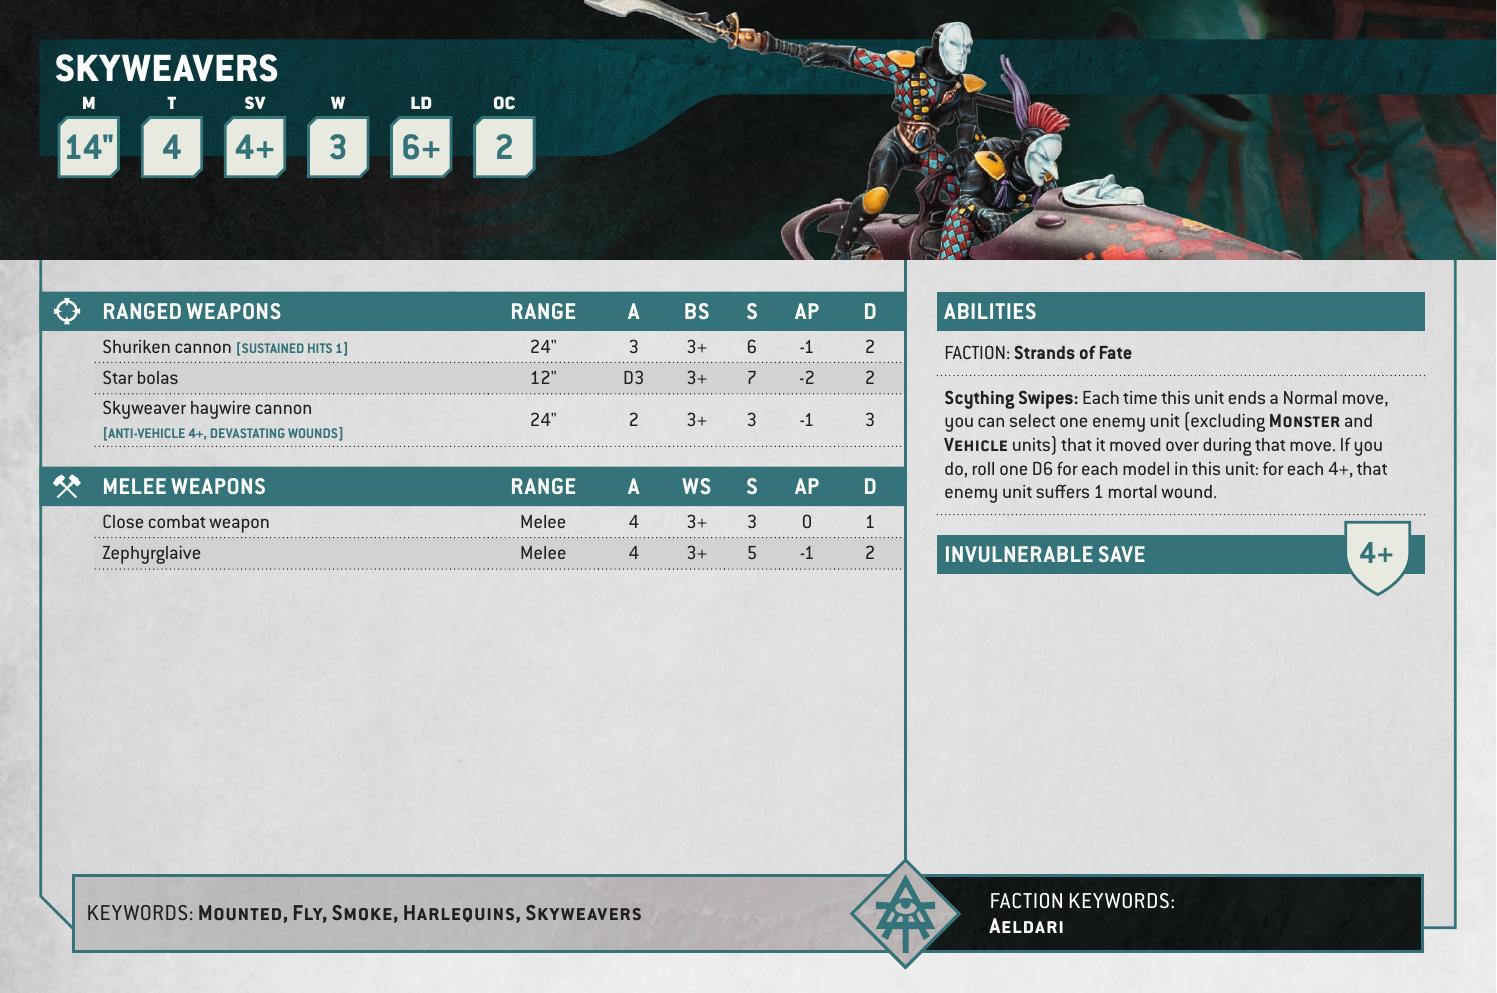 SKYWEAVERS
M T SV W LD OC
14" 4 4+ 3 6+ 2
RANGED WEAPONS RANGE A BS S AP D
Shuriken cannon [SUSTAINED HITS 1] 24" 3 3+ 6 -1 2
Star bolas 12" D3 3+ 7 -2 2
Skyweaver haywire cannon
[ANTI-VEHICLE 4+, DEVASTATING WOUNDS] 24" 2 3+ 3 -1 3
MELEE WEAPONS RANGE A WS S AP D
Close combat weapon Melee 4 3+ 3 0 1
Zephyrglaive Melee 4 3+ 5 -1 2
ABILITIES
FACTION: Strands of Fate
Scything Swipes: Each time this unit ends a Normal move,
you can select one enemy unit (excluding MONSTER and
VEHICLE units) that it moved over during that move. If you
do, roll one D6 for each model in this unit: for each 4+, that
enemy unit suffers 1 mortal wound.
INVULNERABLE SAVE 4+
KEYWORDS: MOUNTED, FLY, SMOKE, HARLEQUINS, SKYWEAVERS
FACTION KEYWORDS:
AELDARI